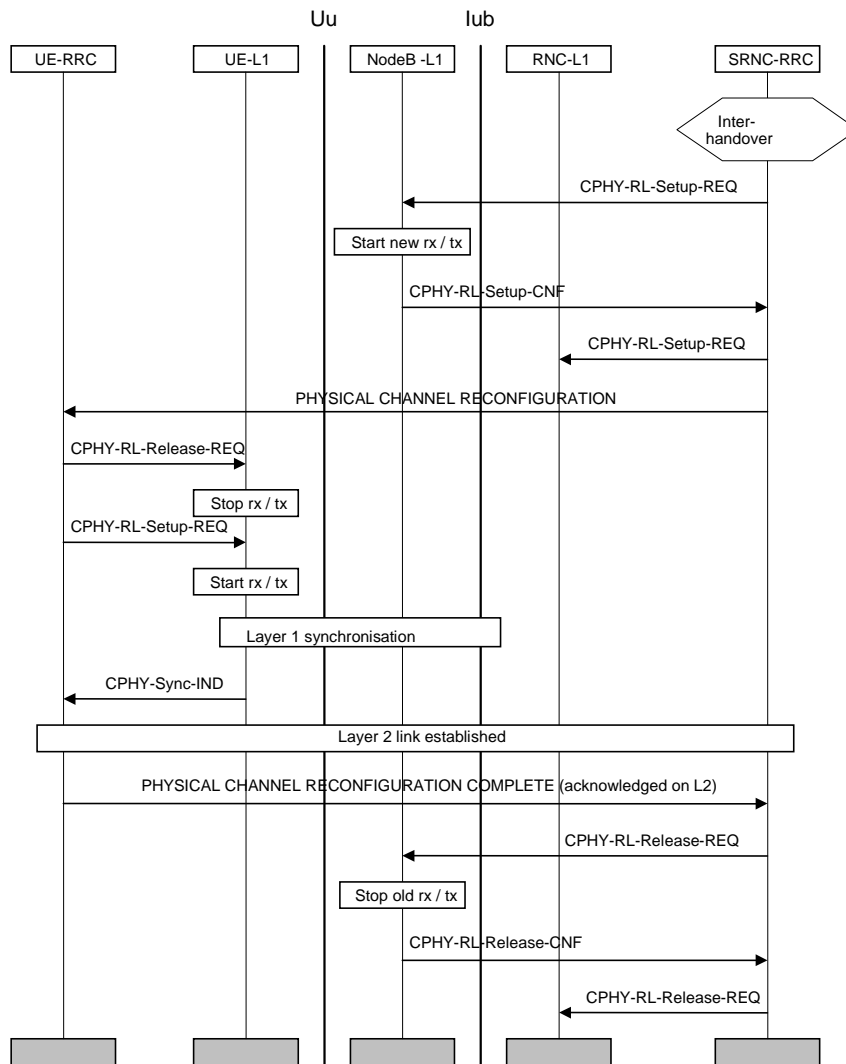 Uu Iub
UE-RRC UE-L1 NodeB -L1 RNC-L1 SRNC-RRC
Inter-
handover
CPHY-RL-Setup-REQ
Start new rx / tx
CPHY-RL-Setup-CNF
CPHY-RL-Setup-REQ
PHYSICAL CHANNEL RECONFIGURATION
CPHY-RL-Release-REQ
Stop rx / tx
CPHY-RL-Setup-REQ
Start rx / tx
Layer 1 synchronisation
CPHY-Sync-IND
Layer 2 link established
PHYSICAL CHANNEL RECONFIGURATION COMPLETE (acknowledged on L2)
CPHY-RL-Release-REQ
Stop old rx / tx
CPHY-RL-Release-CNF
CPHY-RL-Release-REQ